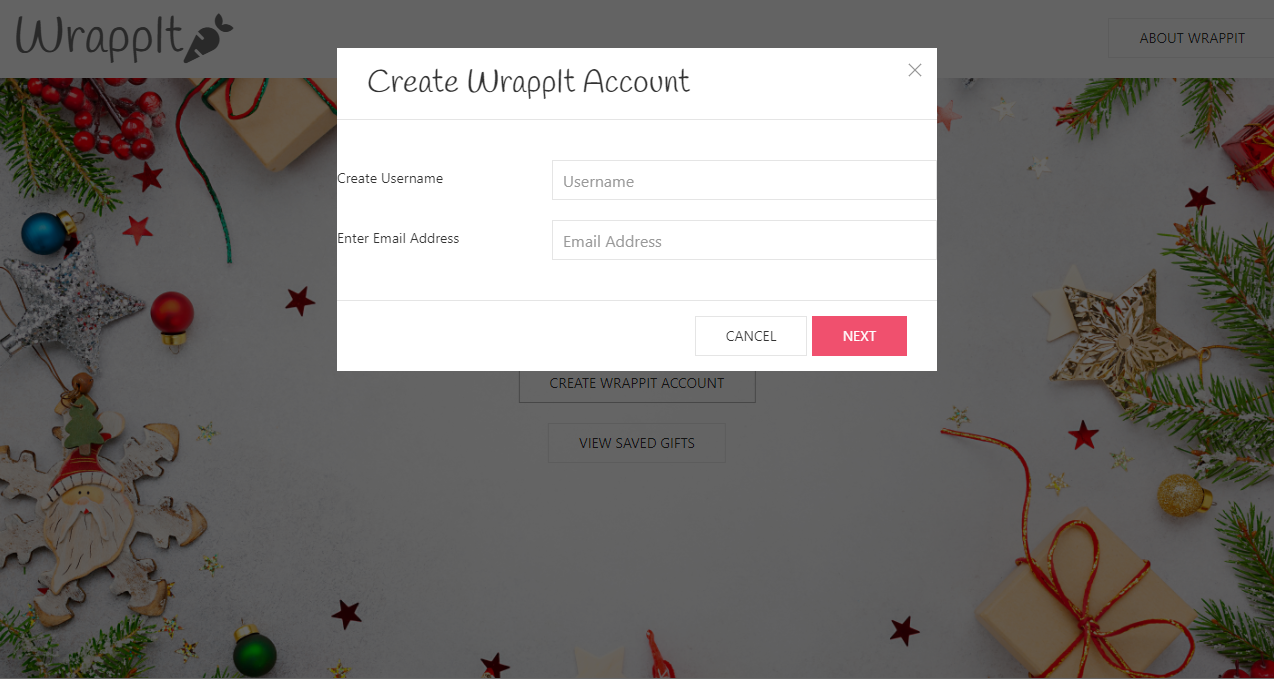 WrappIt
ABOUT WRAPPIT
Create WrappIt Account
Create Username
Username
Enter Email Address
Email Address
CANCEL
NEXT
CREATE WRAPPIT ACCOUNT
VIEW SAVED GIFTS